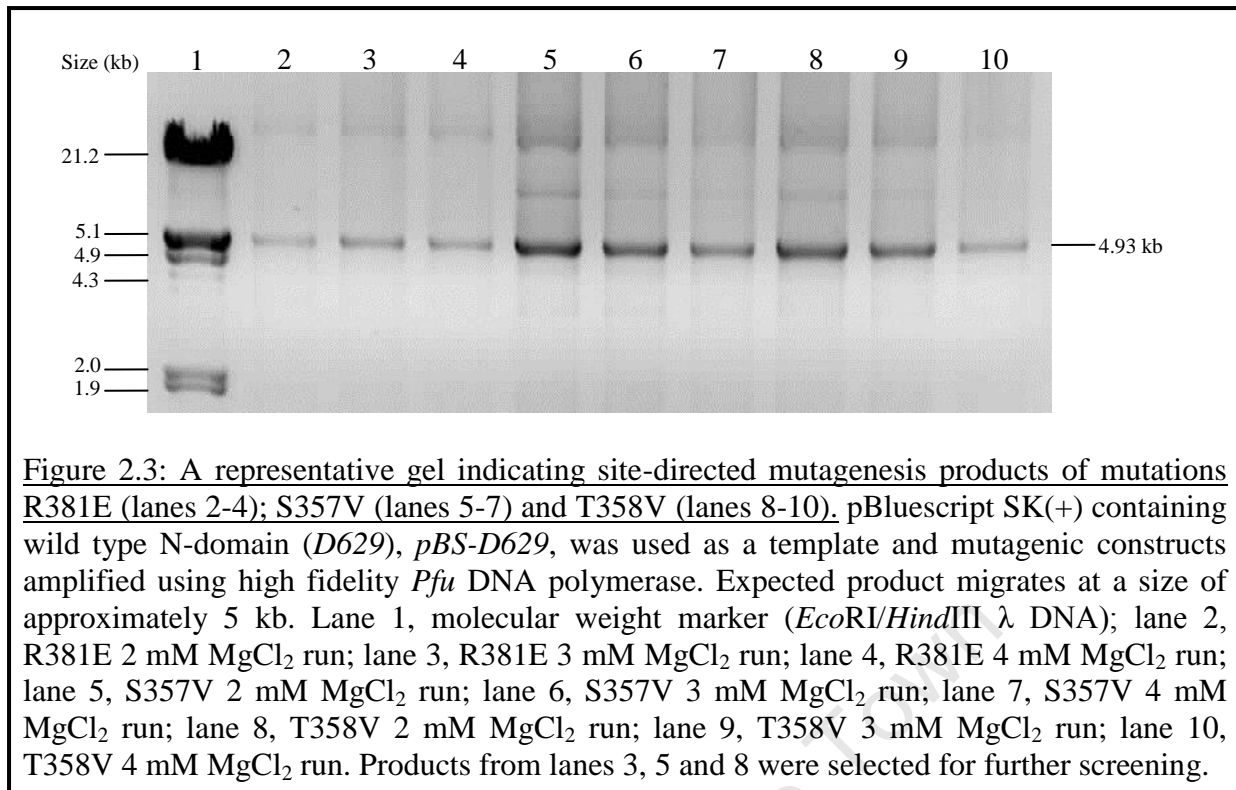 Size (kb) 1 2 3 4 5 6 7 8 9 10
21.2
5.1
4.9
4.93 kb
4.3
2.0
1.9
Figure 2.3: A representative gel indicating site-directed mutagenesis products of mutations
R381E (lanes 2-4); S357V (lanes 5-7) and T358V (lanes 8-10). pBluescript SK(+) containing
wild type N-domain (D629), pBS-D629, was used as a template and mutagenic constructs
amplified using high fidelity Pfu DNA polymerase. Expected product migrates at a size of
approximately 5 kb. Lane 1, molecular weight marker (EcoRI/HindIII λ DNA); lane 2,
R381E 2 mM MgCl₂ run; lane 3, R381E 3 mM MgCl₂ run; lane 4, R381E 4 mM MgCl₂ run;
lane 5, S357V 2 mM MgCl₂ run; lane 6, S357V 3 mM MgCl₂ run; lane 7, S357V 4 mM
MgCl₂ run; lane 8, T358V 2 mM MgCl₂ run; lane 9, T358V 3 mM MgCl₂ run; lane 10,
T358V 4 mM MgCl₂ run. Products from lanes 3, 5 and 8 were selected for further screening.
Town